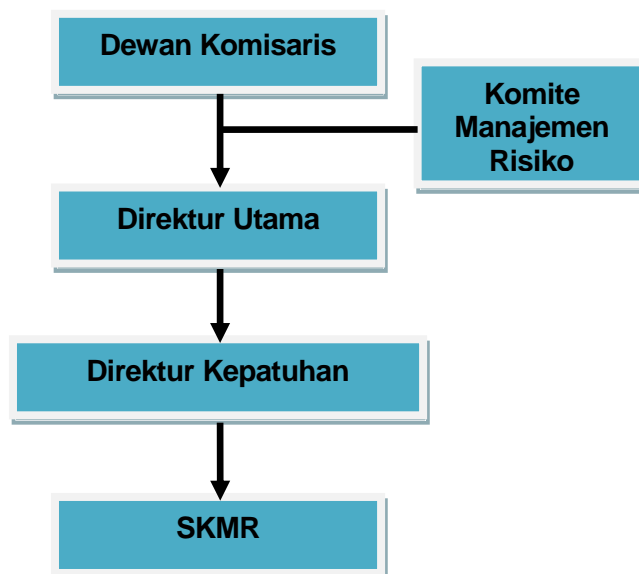 Dewan Komisaris
Komite
Manajemen
Risiko
Direktur Utama
Direktur Kepatuhan
SKMR